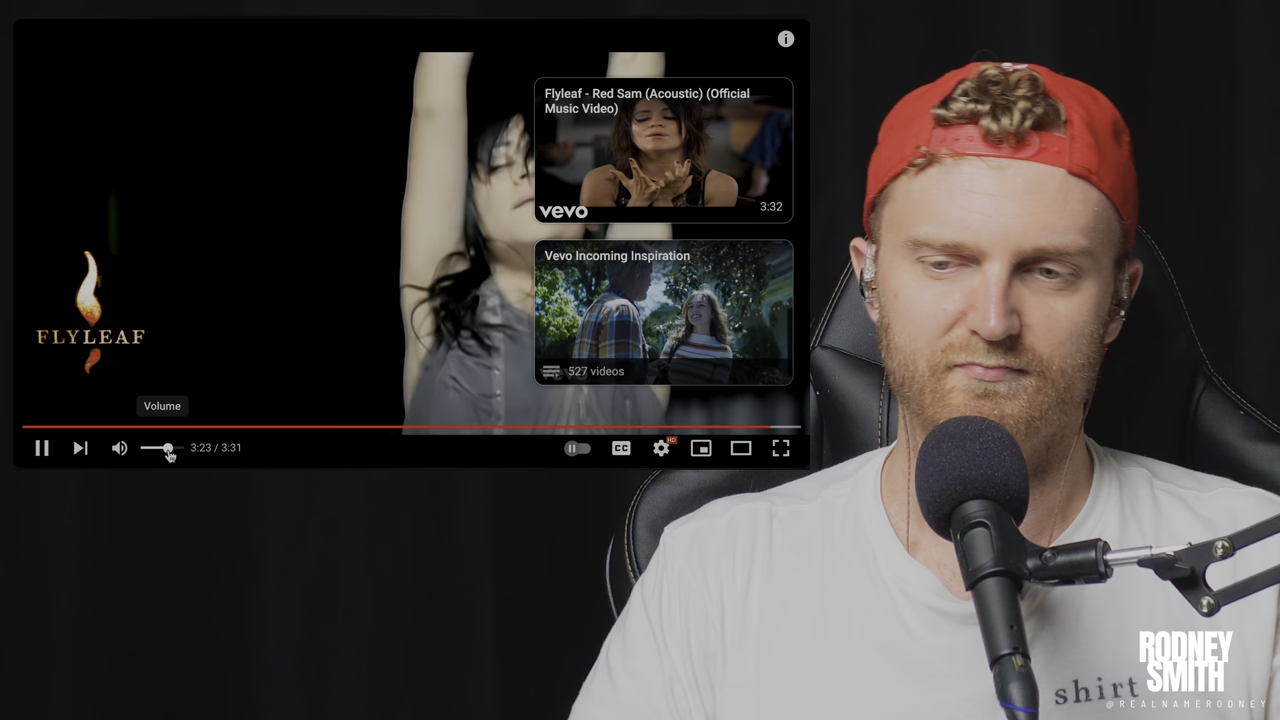 Flyleaf - Red Sam (Acoustic) (Official
Music Video)
vevo
3:32
Vevo Incoming Inspiration
527 videos
FLYLEAF
Volume
3:23 / 3:31
CC
HD
shirt
RODNEY
SMITH
@REALNAMERODNEY